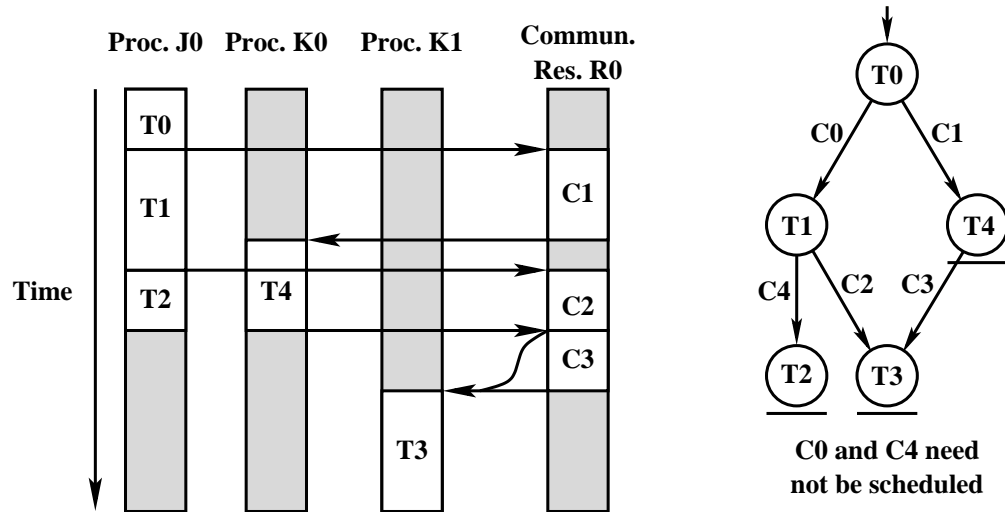 Proc. J0
Proc. K0
Proc. K1
Commun.
Res. R0
T0
T1
C1
Time
T2
T4
C2
C3
T3
T0
C0
C1
T1
T4
C4
C2
C3
T2
T3
C0 and C4 need
not be scheduled